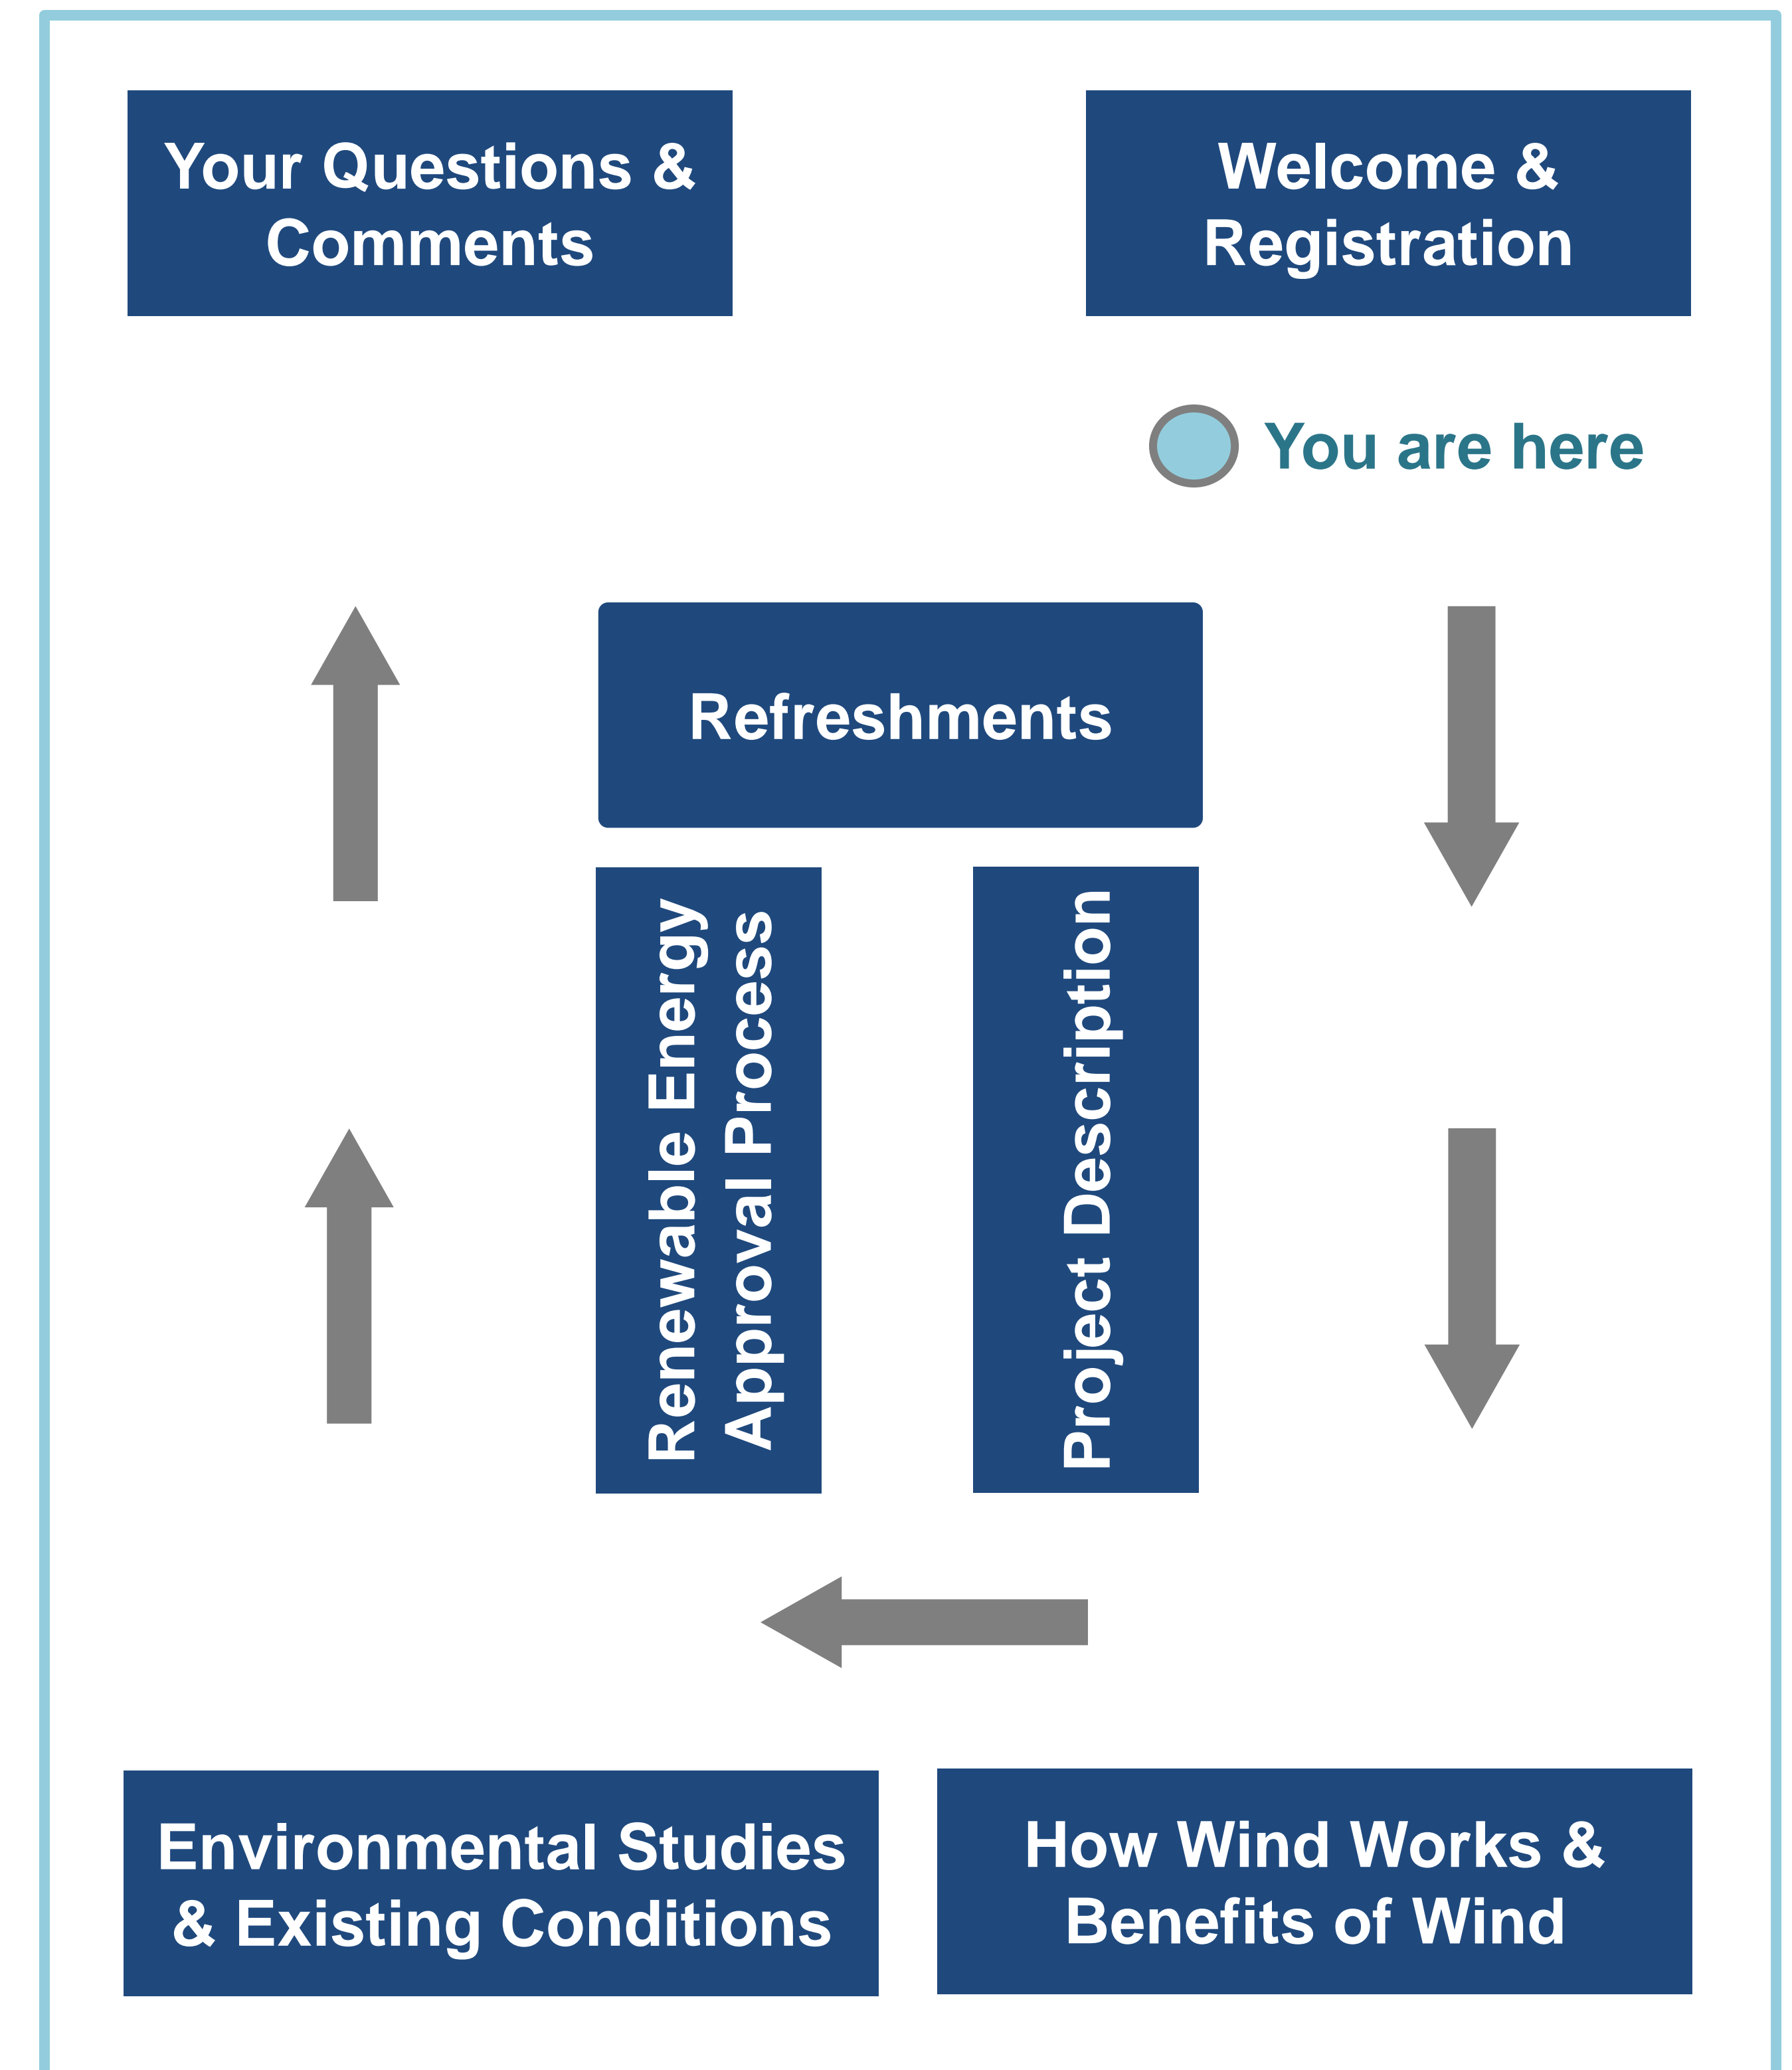 Your Questions &
Comments
Welcome &
Registration
You are here
Refreshments
Renewable Energy
Approval Process
Project Description
Environmental Studies
& Existing Conditions
How Wind Works &
Benefits of Wind